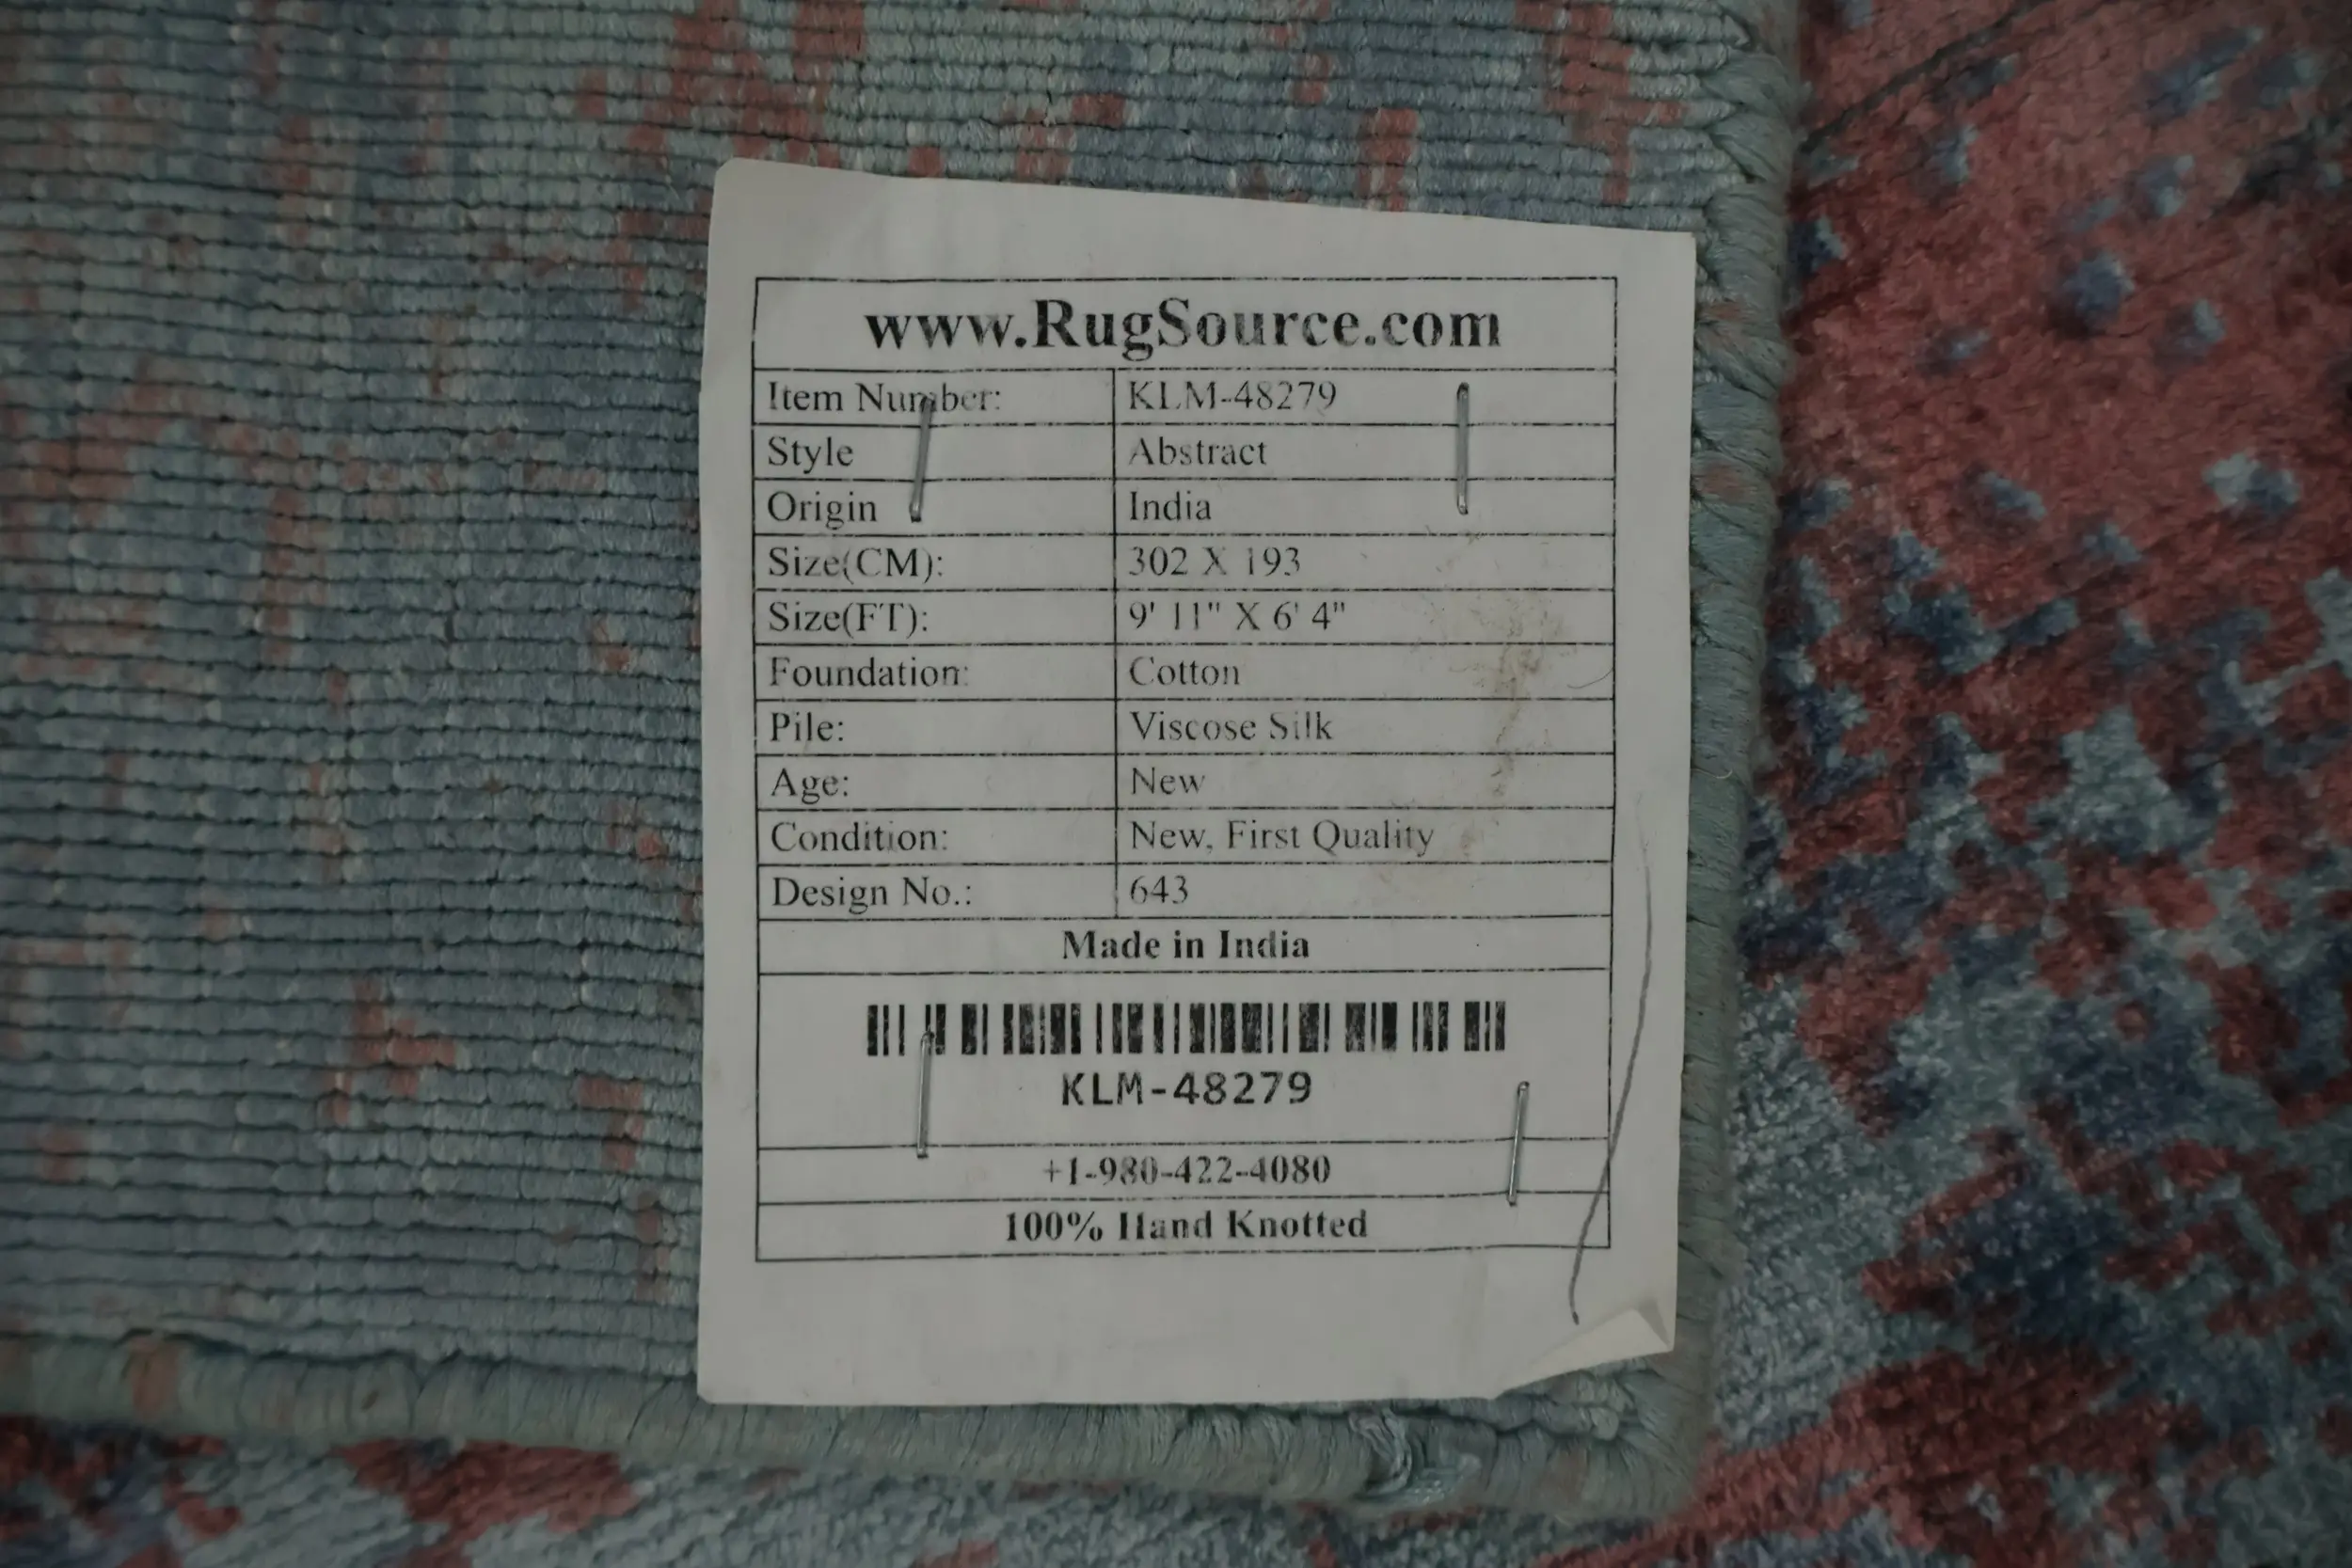 www.RugSource.com
Item Number: KLM-48279
Style Abstract
Origin India
Size(CM): 302 X 193
Size(FT): 9' 11" X 6' 4"
Foundation: Cotton
Pile: Viscose Silk
Age: New
Condition: New, First Quality
Design No.: 643
Made in India
KLM-48279
+1-980-422-4080
100% Hand Knotted